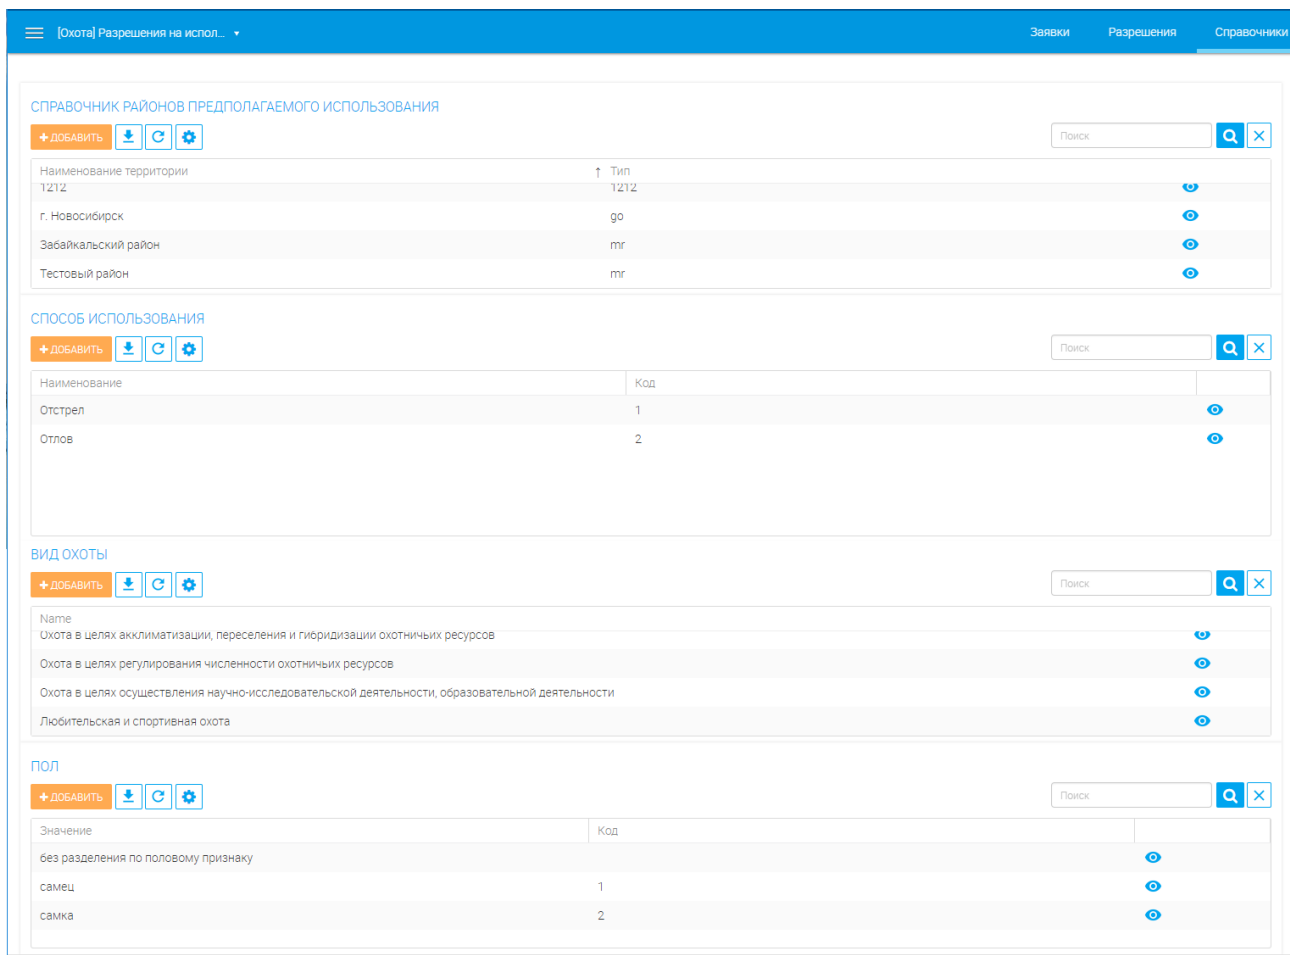 [Охота] Разрешения на испол... Заявки Разрешения Справочники
СПРАВОЧНИК РАЙОНОВ ПРЕДПОЛАГАЕМОГО ИСПОЛЬЗОВАНИЯ
+ДОБАВИТЬ Поиск
Наименование территории ↑ Тип
1212 1212
г. Новосибирск go
Забайкальский район mr
Тестовый район mr
СПОСОБ ИСПОЛЬЗОВАНИЯ
+ДОБАВИТЬ Поиск
Наименование Код
Отстрел 1
Отлов 2
ВИД ОХОТЫ
+ДОБАВИТЬ Поиск
Name
Охота в целях акклиматизации, переселения и гибридизации охотничьих ресурсов
Охота в целях регулирования численности охотничьих ресурсов
Охота в целях осуществления научно-исследовательской деятельности, образовательной деятельности
Любительская и спортивная охота
ПОЛ
+ДОБАВИТЬ Поиск
Значение Код
без разделения по половому признаку
самец 1
самка 2